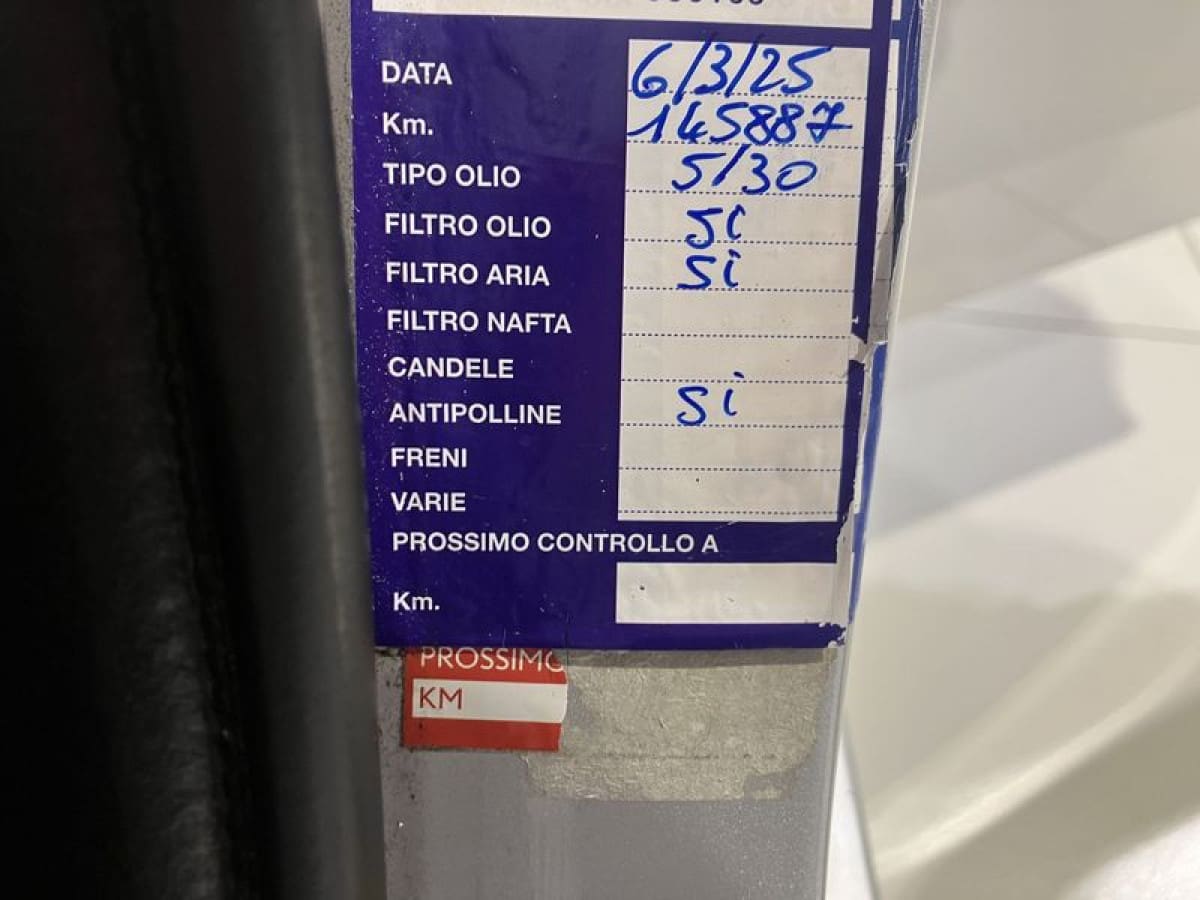 DATA 6/3/25
Km. 145887
TIPO OLIO 5/30
FILTRO OLIO Si
FILTRO ARIA Si
FILTRO NAFTA
CANDELE
ANTIPOLLINE Si
FRENI
VARIE
PROSSIMO CONTROLLO A
Km.
PROSSIMO
KM